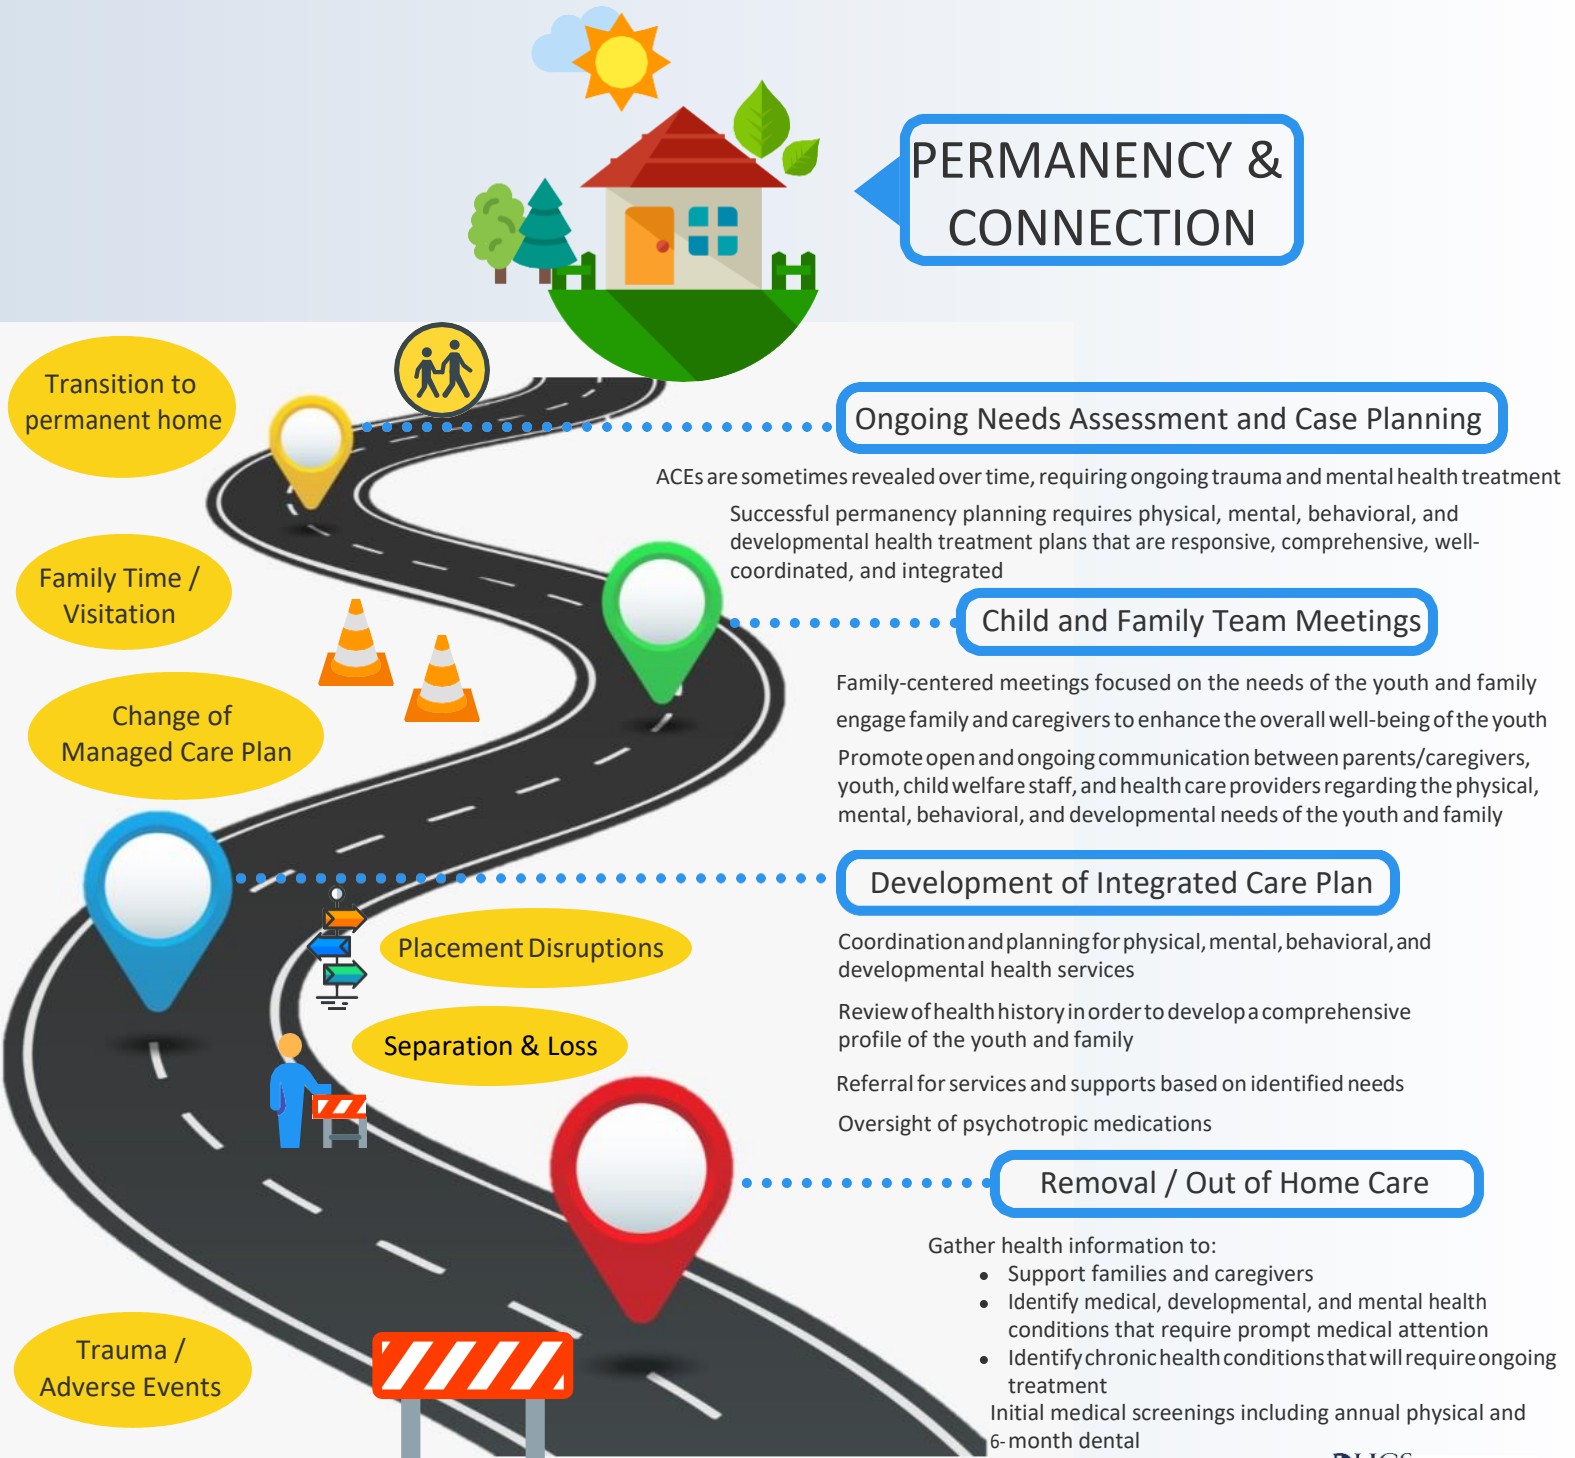 PERMANENCY &
CONNECTION
Transition to
permanent home
Ongoing Needs Assessment and Case Planning
ACEs are sometimes revealed over time, requiring ongoing trauma and mental health treatment
Successful permanency planning requires physical, mental, behavioral, and
developmental health treatment plans that are responsive, comprehensive, well-
coordinated, and integrated
Family Time /
Visitation
Child and Family Team Meetings
Family-centered meetings focused on the needs of the youth and family
engage family and caregivers to enhance the overall well-being of the youth
Promote open and ongoing communication between parents/caregivers,
youth, child welfare staff, and health care providers regarding the physical,
mental, behavioral, and developmental needs of the youth and family
Change of
Managed Care Plan
Development of Integrated Care Plan
Coordination and planning for physical, mental, behavioral, and
developmental health services
Review of health history in order to develop a comprehensive
profile of the youth and family
Referral for services and supports based on identified needs
Oversight of psychotropic medications
Placement Disruptions
Separation & Loss
Removal / Out of Home Care
Gather health information to:
• Support families and caregivers
• Identify medical, developmental, and mental health
conditions that require prompt medical attention
• Identify chronic health conditions that will require ongoing
treatment
Initial medical screenings including annual physical and
6-month dental
Trauma /
Adverse Events